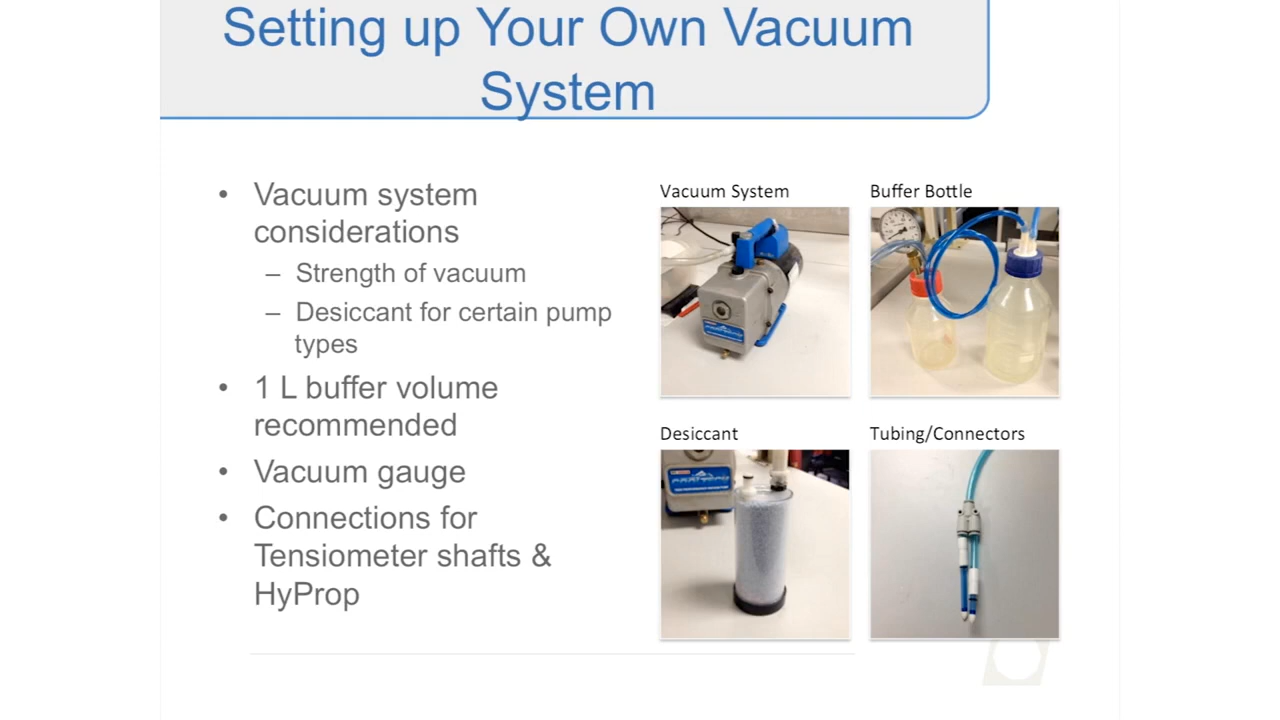 Setting up Your Own Vacuum
System
• Vacuum system
considerations
– Strength of vacuum
– Desiccant for certain pump
types
• 1 L buffer volume
recommended
• Vacuum gauge
• Connections for
Tensiometer shafts &
HyProp
Vacuum System
Buffer Bottle
Desiccant
Tubing/Connectors